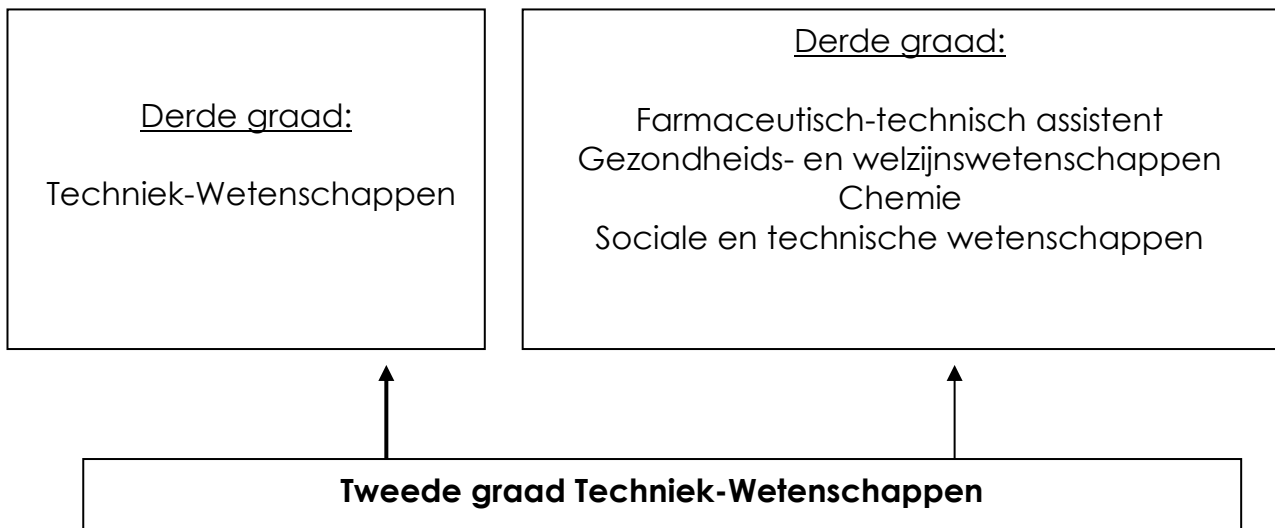 Derde graad:
Techniek-Wetenschappen
Derde graad:
Farmaceutisch-technisch assistent
Gezondheids- en welzijnswetenschappen
Chemie
Sociale en technische wetenschappen
Tweede graad Techniek-Wetenschappen